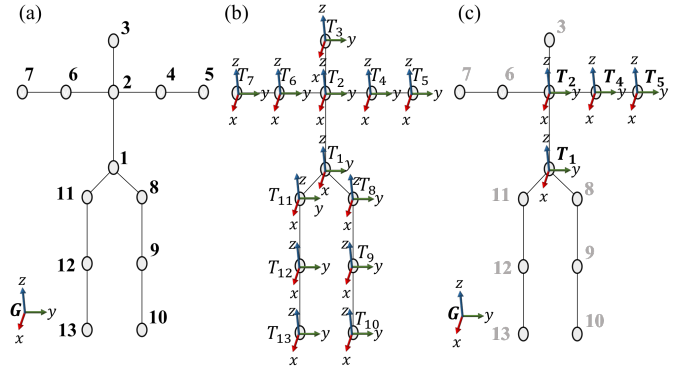 (a)
3
7 6 2 4 5
1
11 8
12 9
13 10
z
G y
x
(b)
z
T3
y
x
z z z z z
T7 T6 x T2 T4 T5
y y y y y
x x x x x
T1
z y
x
z z
T11 T8
y y
x x
z z
T12 T9
y y
x x
z z
T13 T10
y y
x x
(c)
3
7 6
z z z
T2 T4 T5
y y y
x x x
z
T1
y
x
11 8
12 9
13 10
z
G y
x